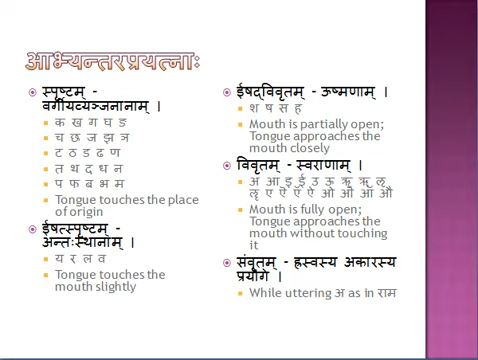 आभ्यन्तरप्रयत्नाः
स्पृष्टम् -
वर्गीयव्यञ्जनानाम् ।
क ख ग घ ङ
च छ ज झ ञ
ट ठ ड ढ ण
त थ द ध न
प फ ब भ म
Tongue touches the place
of origin
ईषत्स्पृष्टम् -
अन्तःस्थानाम् ।
य र ल व
Tongue touches the
mouth slightly
ईषद्विवृतम् - ऊष्मणाम् ।
श ष स ह
Mouth is partially open;
Tongue approaches the
mouth closely
विवृतम् - स्वराणाम् ।
अ आ इ ई उ ऊ ऋ ॠ ऌ
ॡ ए ऐ ऍ ऐ ओ ओ ऑ औ
Mouth is fully open;
Tongue approaches the
mouth without touching
it
संवृतम् - ह्रस्वस्य अकारस्य
प्रयोगे ।
While uttering अ as in राम